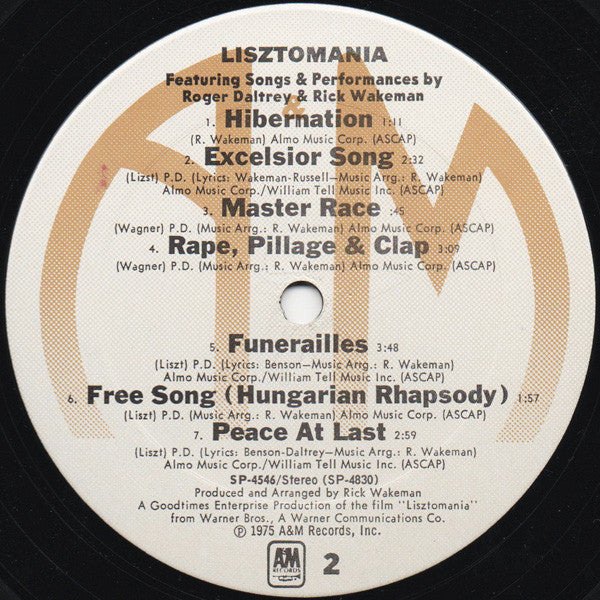 LISZTOMANIA
Featuring Songs & Performances by
Roger Daltrey & Rick Wakeman
1. Hibernation 1:11
(R. Wakeman) Almo Music Corp. (ASCAP)
2. Excelsior Song 2:32
(Lizst) P.D. (Lyrics: Wakeman-Russell—Music Arrg.: R. Wakeman)
Almo Music Corp./William Tell Music Inc. (ASCAP)
3. Master Race :45
(Wagner) P.D. (Music Arrg.: R. Wakeman) Almo Music Corp. (ASCAP)
4. Rape, Pillage & Clap 3:09
(Wagner) P.D. (Music Arrg.: R. Wakeman) Almo Music Corp. (ASCAP)
5. Funerailles 3:48
(Liszt) P.D. (Lyrics: Benson—Music Arrg.: R. Wakeman)
Almo Music Corp./William Tell Music Inc. (ASCAP)
6. Free Song (Hungarian Rhapsody) 1:57
(Liszt) P.D. (Music Arrg.: R. Wakeman) Almo Music Corp. (ASCAP)
7. Peace At Last 2:59
(Liszt) P.D. (Lyrics: Benson-Daltrey—Music Arrg.: R. Wakeman)
Almo Music Corp./William Tell Music Inc. (ASCAP)
SP-4546/Stereo (SP-4830)
Produced and Arranged by Rick Wakeman
A Goodtimes Enterprise Production of the film "Lisztomania"
from Warner Bros., A Warner Communications Co.
℗ 1975 A&M Records, Inc.
A&M
RECORDS
2